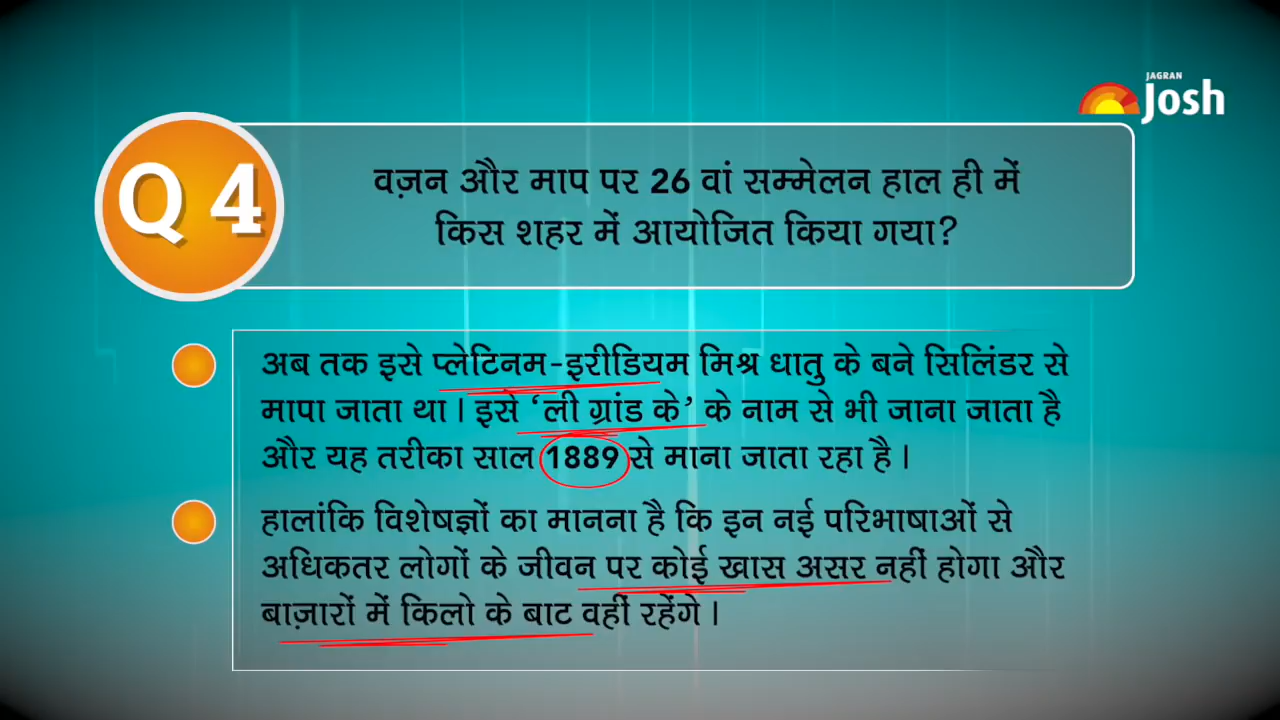 JAGRAN
Josh
Q 4
वज़न और माप पर 26 वां सम्मेलन हाल ही में
किस शहर में आयोजित किया गया?
अब तक इसे प्लेटिनम-इरीडियम मिश्र धातु के बने सिलिंडर से
मापा जाता था। इसे ‘ली ग्रांड के’ के नाम से भी जाना जाता है
और यह तरीका साल 1889 से माना जाता रहा है।
हालांकि विशेषज्ञों का मानना है कि इन नई परिभाषाओं से
अधिकतर लोगों के जीवन पर कोई खास असर नहीं होगा और
बाज़ारों में किलो के बाट वहीं रहेंगे।